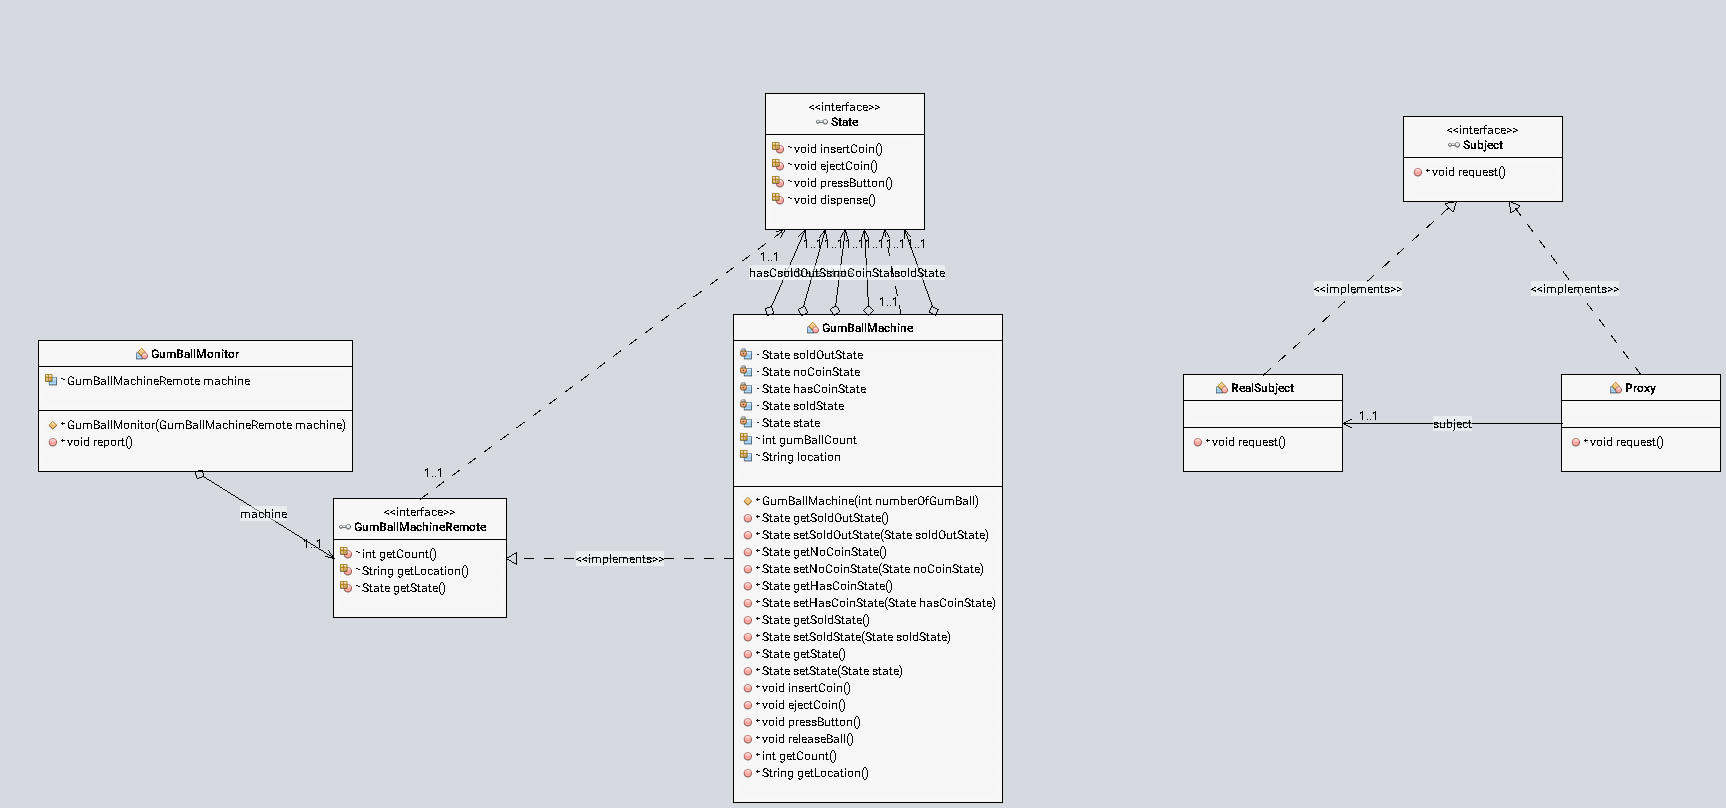 <<interface>>
State
~void insertCoin()
~void ejectCoin()
~void pressButton()
~void dispense()
1..1
1..1
1..1
1..1
1..1
1..1
1..1
soldState
1..1
GumBallMachine
-State soldOutState
-State noCoinState
-State hasCoinState
-State soldState
-State state
~int gumBallCount
~String location
+GumBallMachine(int numberOfGumBall)
+State getSoldOutState()
+State setSoldOutState(State soldOutState)
+State getNoCoinState()
+State setNoCoinState(State noCoinState)
+State getHasCoinState()
+State setHasCoinState(State hasCoinState)
+State getSoldState()
+State setSoldState(State soldState)
+State getState()
+State setState(State state)
+void insertCoin()
+void ejectCoin()
+void pressButton()
+void releaseBall()
+int getCount()
+String getLocation()
GumBallMonitor
~GumBallMachineRemote machine
+GumBallMonitor(GumBallMachineRemote machine)
+void report()
machine
1..1
1..1
<<interface>>
GumBallMachineRemote
~int getCount()
~String getLocation()
~State getState()
<<implements>>
<<interface>>
Subject
+void request()
<<implements>>
<<implements>>
RealSubject
+void request()
1..1
subject
Proxy
+void request()